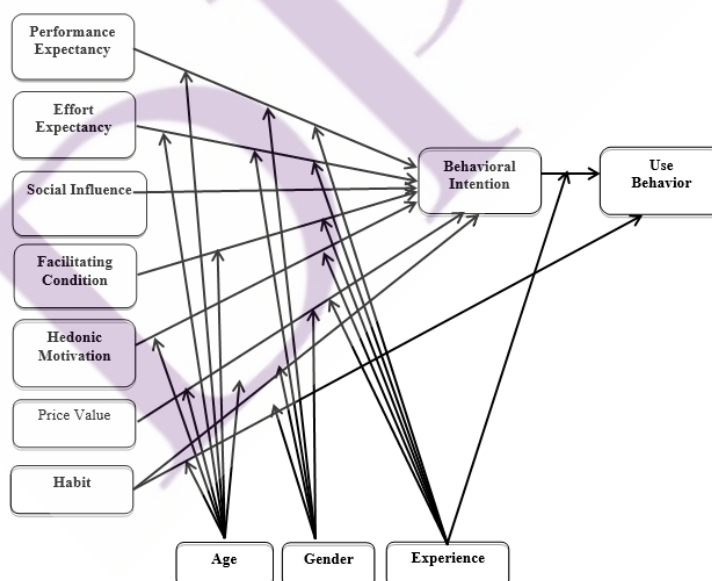 Performance
Expectancy
Effort
Expectancy
Social Influence
Facilitating
Condition
Hedonic
Motivation
Price Value
Habit
Behavioral
Intention
Use
Behavior
Age
Gender
Experience